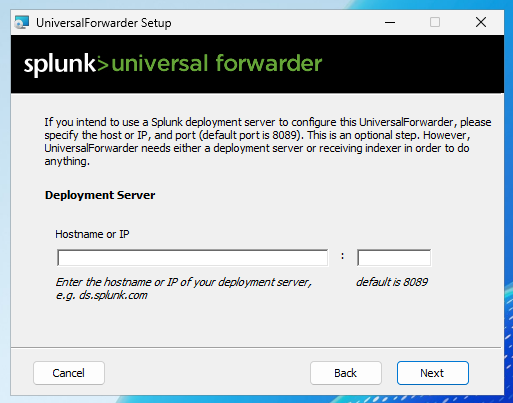 UniversalForwarder Setup
splunk>universal forwarder
If you intend to use a Splunk deployment server to configure this UniversalForwarder, please
specify the host or IP, and port (default port is 8089). This is an optional step. However,
UniversalForwarder needs either a deployment server or receiving indexer in order to do
anything.
Deployment Server
Hostname or IP
:
Enter the hostname or IP of your deployment server,
e.g. ds.splunk.com
default is 8089
Cancel
Back
Next